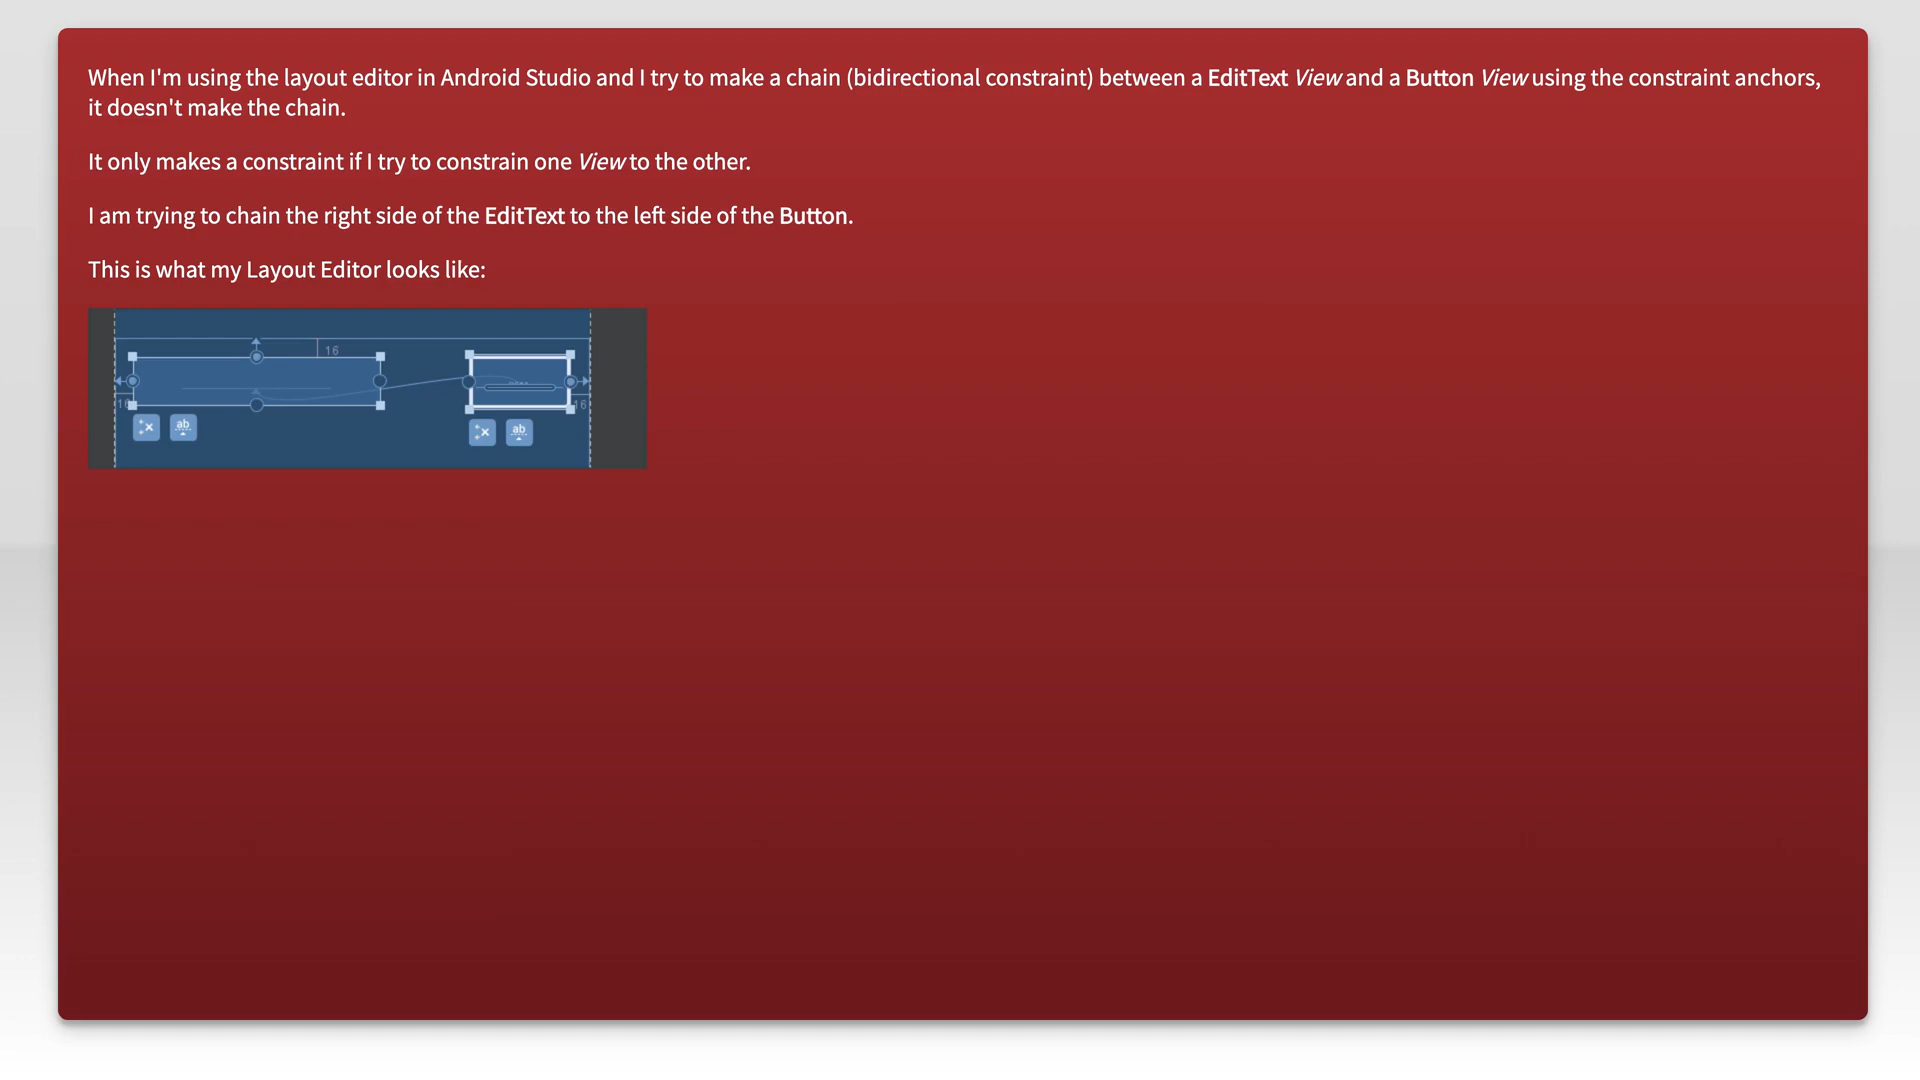 When I'm using the layout editor in Android Studio and I try to make a chain (bidirectional constraint) between a EditText View and a Button View using the constraint anchors,
it doesn't make the chain.
It only makes a constraint if I try to constrain one View to the other.
I am trying to chain the right side of the EditText to the left side of the Button.
This is what my Layout Editor looks like:
16
16
ab
ab